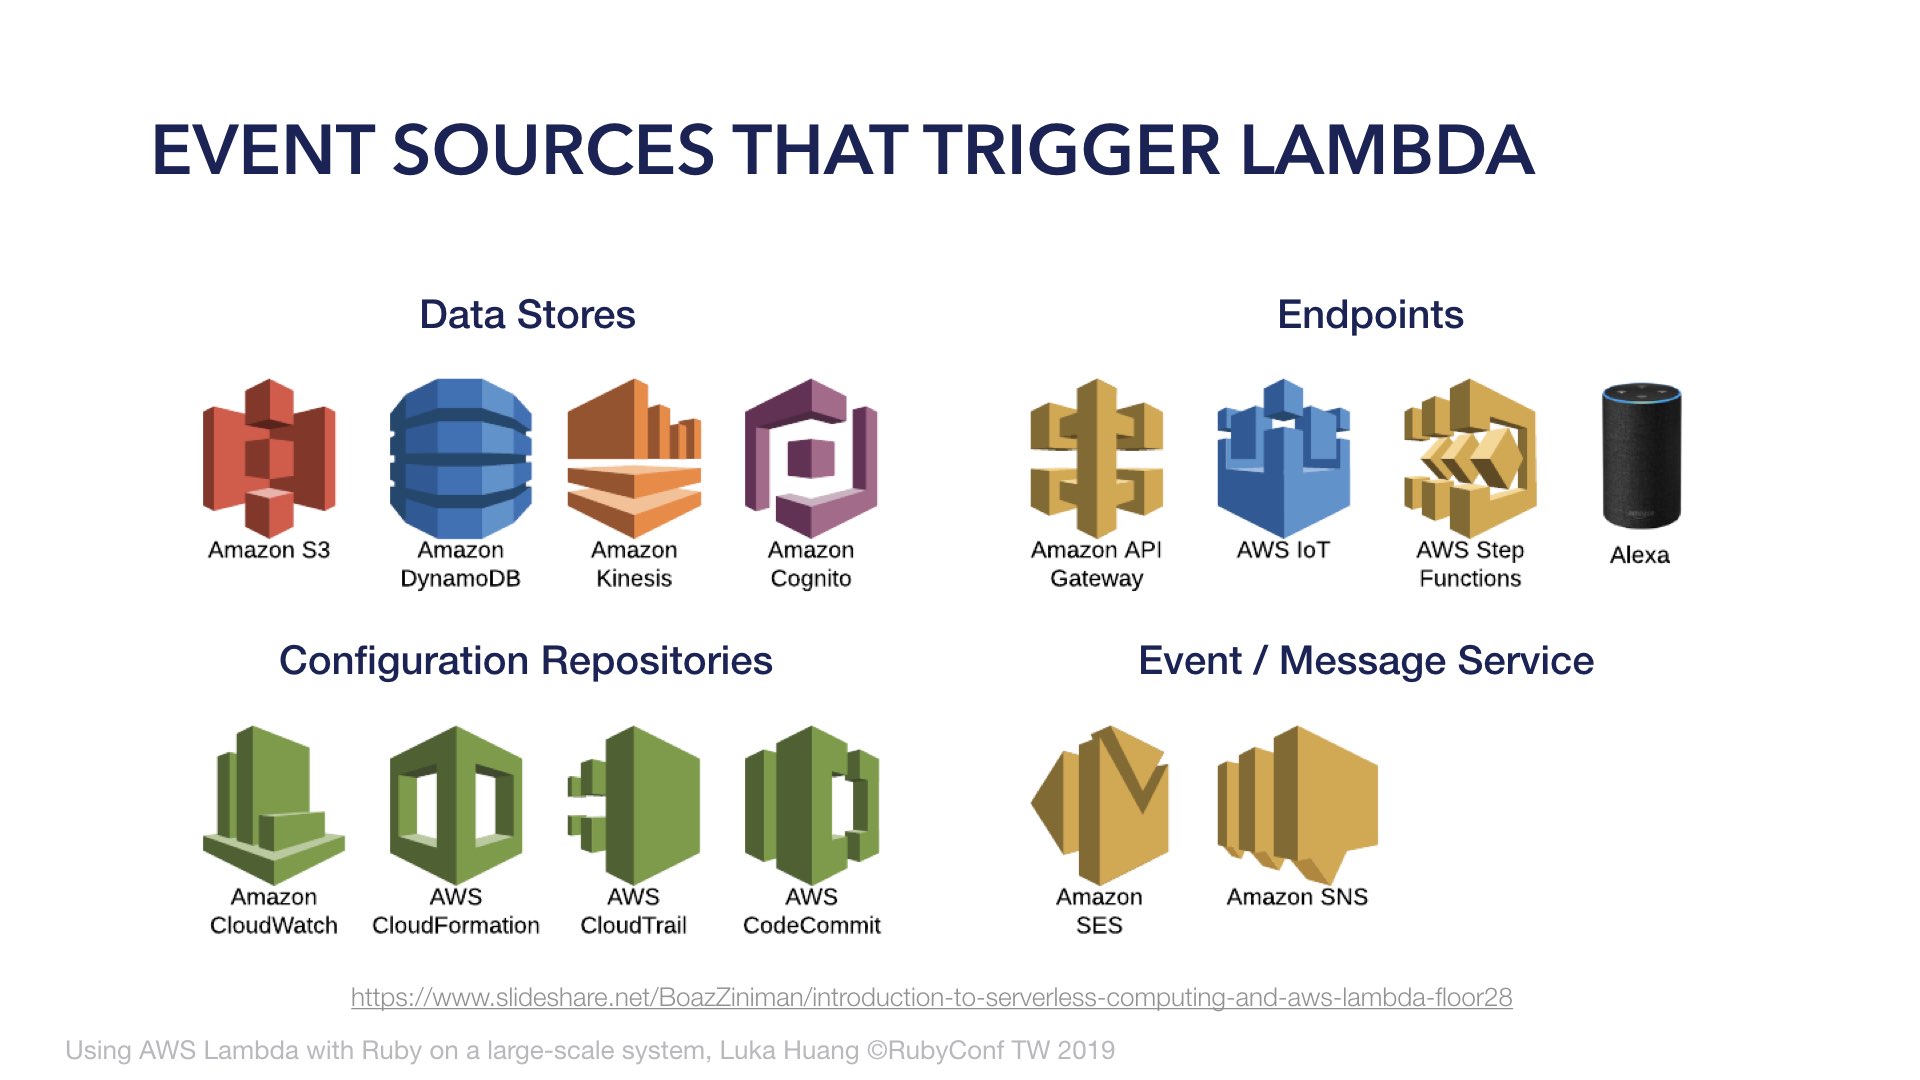 EVENT SOURCES THAT TRIGGER LAMBDA
Data Stores
Amazon S3
Amazon
DynamoDB
Amazon
Kinesis
Amazon
Cognito
Endpoints
Amazon API
Gateway
AWS IoT
AWS Step
Functions
Alexa
Configuration Repositories
Amazon
CloudWatch
AWS
CloudFormation
AWS
CloudTrail
AWS
CodeCommit
Event / Message Service
Amazon
SES
Amazon SNS
https://www.slideshare.net/BoazZiniman/introduction-to-serverless-computing-and-aws-lambda-floor28
Using AWS Lambda with Ruby on a large-scale system, Luka Huang ©RubyConf TW 2019